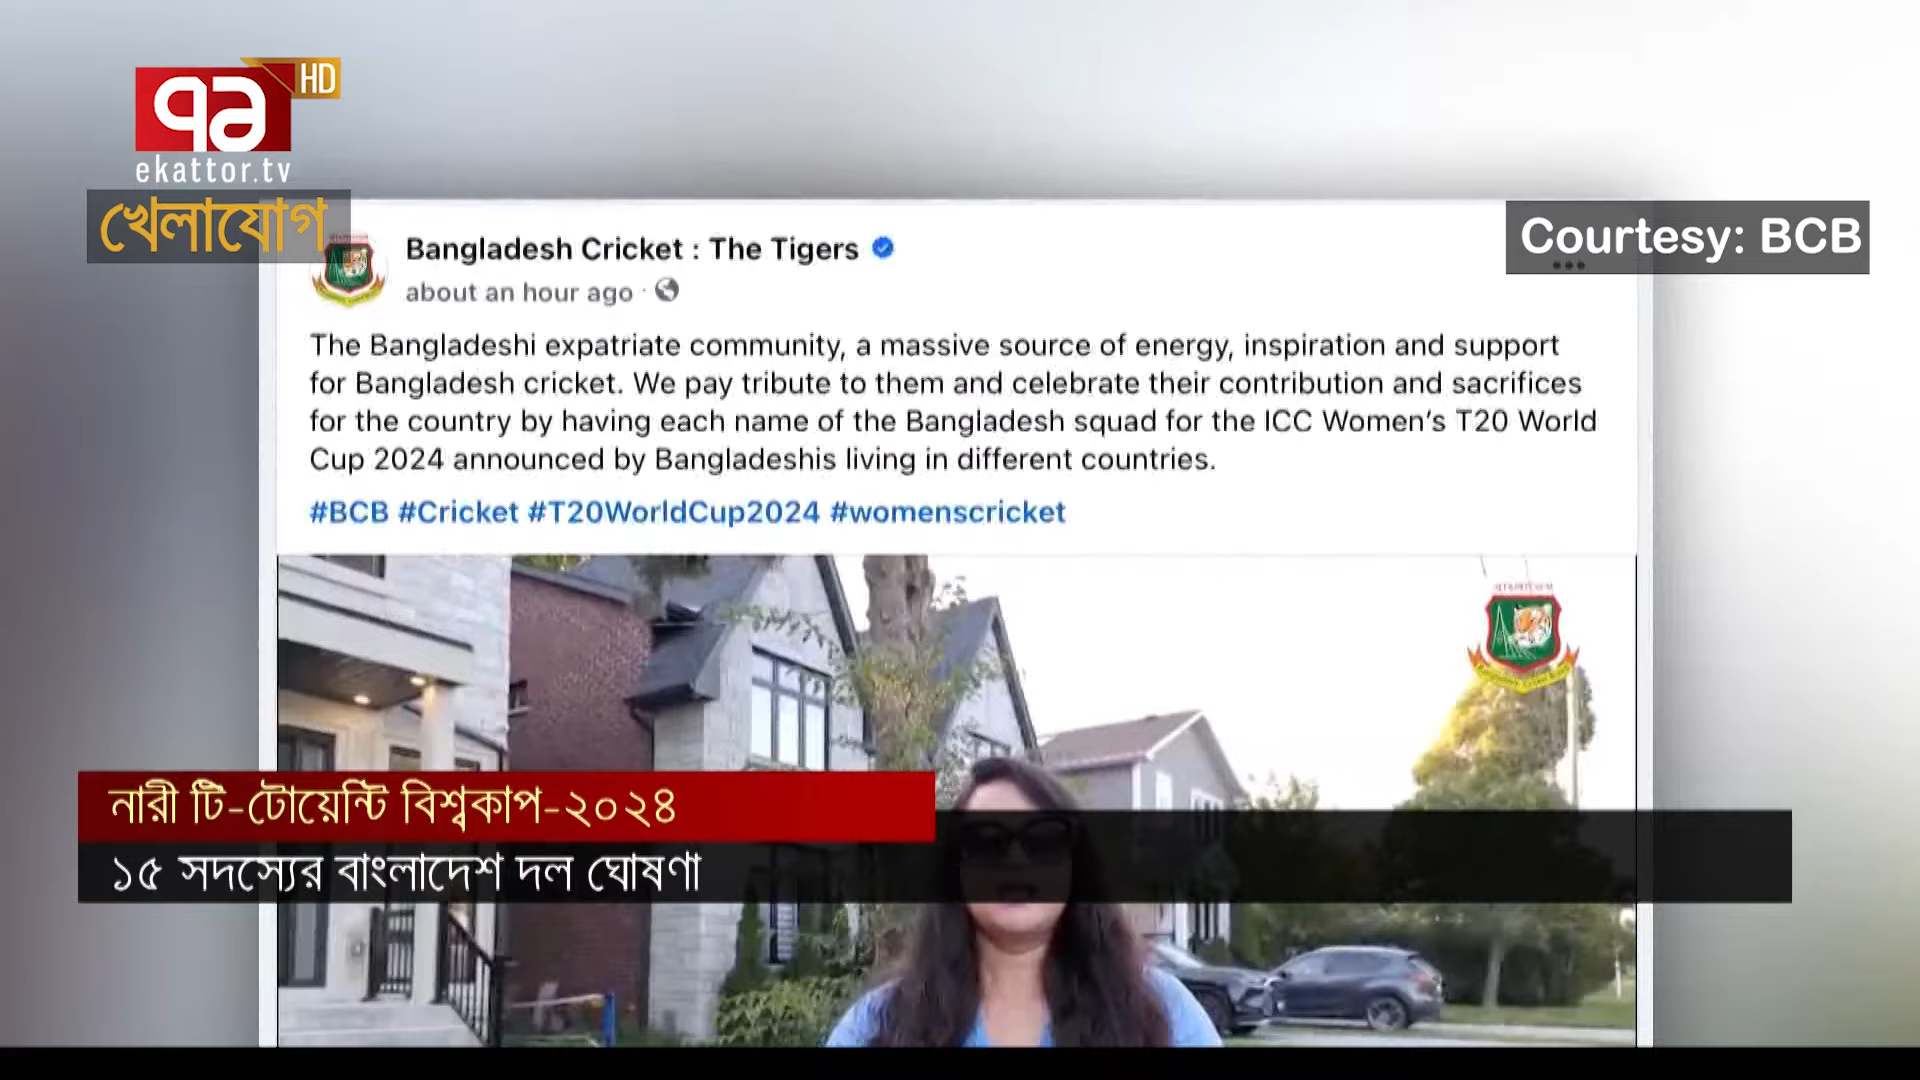 ৭১ HD
ekattor.tv
খেলাযোগ
Courtesy: BCB
Bangladesh Cricket : The Tigers
about an hour ago ·
The Bangladeshi expatriate community, a massive source of energy, inspiration and support
for Bangladesh cricket. We pay tribute to them and celebrate their contribution and sacrifices
for the country by having each name of the Bangladesh squad for the ICC Women's T20 World
Cup 2024 announced by Bangladeshis living in different countries.
#BCB #Cricket #T20WorldCup2024 #womenscricket
নারী টি-টোয়েন্টি বিশ্বকাপ-২০২৪
১৫ সদস্যের বাংলাদেশ দল ঘোষণা